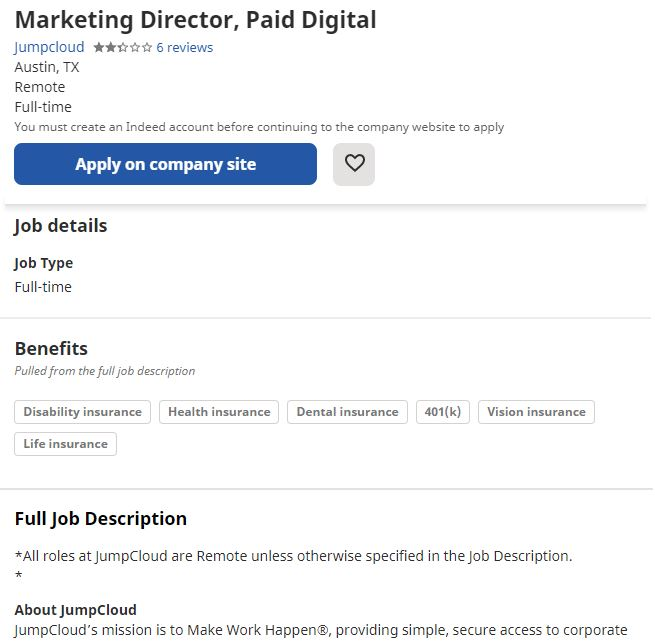 Marketing Director, Paid Digital
Jumpcloud 6 reviews
Austin, TX
Remote
Full-time
You must create an Indeed account before continuing to the company website to apply
Apply on company site
Job details
Job Type
Full-time
Benefits
Pulled from the full job description
Disability insurance Health insurance Dental insurance 401(k) Vision insurance
Life insurance
Full Job Description
*All roles at JumpCloud are Remote unless otherwise specified in the Job Description.
*
About JumpCloud
JumpCloud's mission is to Make Work Happen®, providing simple, secure access to corporate